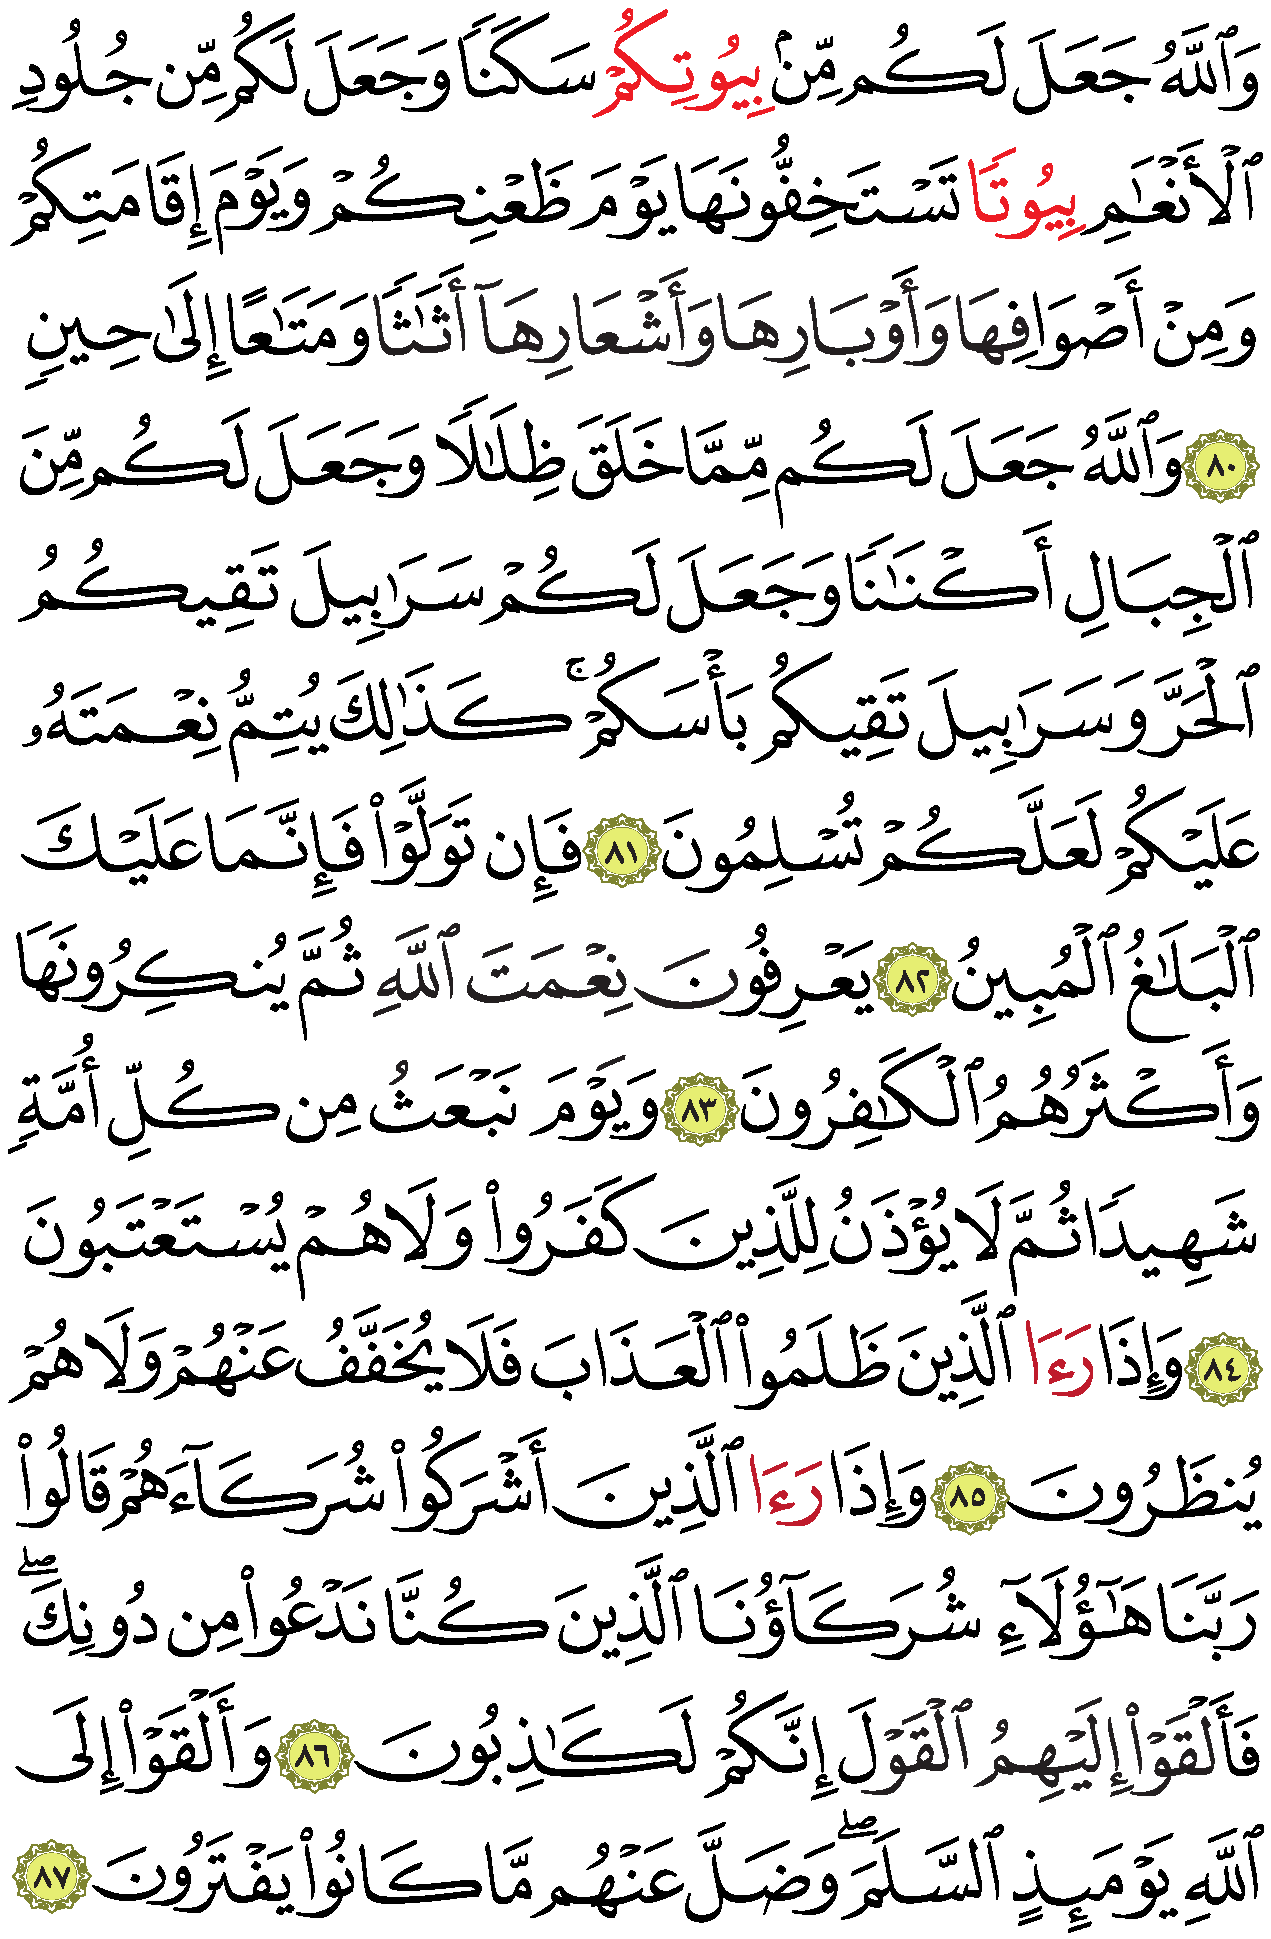 وَٱللَّهُ جَعَلَ لَكُم مِّنۢ بِيُوتِكُمْ سَكَنًا وَجَعَلَ لَكُم مِّن جُلُودِ
ٱلْأَنْعَٰمِ بِيُوتًا تَسْتَخِفُّونَهَا يَوْمَ ظَعْنِكُمْ وَيَوْمَ إِقَامَتِكُمْ
وَمِنْ أَصْوَافِهَا وَأَوْبَارِهَا وَأَشْعَارِهَآ أَثَٰثًا وَمَتَٰعًا إِلَىٰ حِينٍ
٨٠ وَٱللَّهُ جَعَلَ لَكُم مِّمَّا خَلَقَ ظِلَٰلًا وَجَعَلَ لَكُم مِّنَ
ٱلْجِبَالِ أَكْنَٰنًا وَجَعَلَ لَكُمْ سَرَٰبِيلَ تَقِيكُمُ
ٱلْحَرَّ وَسَرَٰبِيلَ تَقِيكُم بَأْسَكُمْ ۚ كَذَٰلِكَ يُتِمُّ نِعْمَتَهُۥ
عَلَيْكُمْ لَعَلَّكُمْ تُسْلِمُونَ ٨١ فَإِن تَوَلَّوْا۟ فَإِنَّمَا عَلَيْكَ
ٱلْبَلَٰغُ ٱلْمُبِينُ ٨٢ يَعْرِفُونَ نِعْمَتَ ٱللَّهِ ثُمَّ يُنكِرُونَهَا
وَأَكْثَرُهُمُ ٱلْكَٰفِرُونَ ٨٣ وَيَوْمَ نَبْعَثُ مِن كُلِّ أُمَّةٍ
شَهِيدًا ثُمَّ لَا يُؤْذَنُ لِلَّذِينَ كَفَرُوا۟ وَلَا هُمْ يُسْتَعْتَبُونَ
٨٤ وَإِذَا رَءَا ٱلَّذِينَ ظَلَمُوا۟ ٱلْعَذَابَ فَلَا يُخَفَّفُ عَنْهُمْ وَلَا هُمْ
يُنظَرُونَ ٨٥ وَإِذَا رَءَا ٱلَّذِينَ أَشْرَكُوا۟ شُرَكَآءَهُمْ قَالُوا۟
رَبَّنَا هَٰٓؤُلَآءِ شُرَكَآؤُنَا ٱلَّذِينَ كُنَّا نَدْعُوا۟ مِن دُونِكَ ۖ
فَأَلْقَوْا۟ إِلَيْهِمُ ٱلْقَوْلَ إِنَّكُمْ لَكَٰذِبُونَ ٨٦ وَأَلْقَوْا۟ إِلَى
ٱللَّهِ يَوْمَئِذٍ ٱلسَّلَمَ ۖ وَضَلَّ عَنْهُم مَّا كَانُوا۟ يَفْتَرُونَ ٨٧